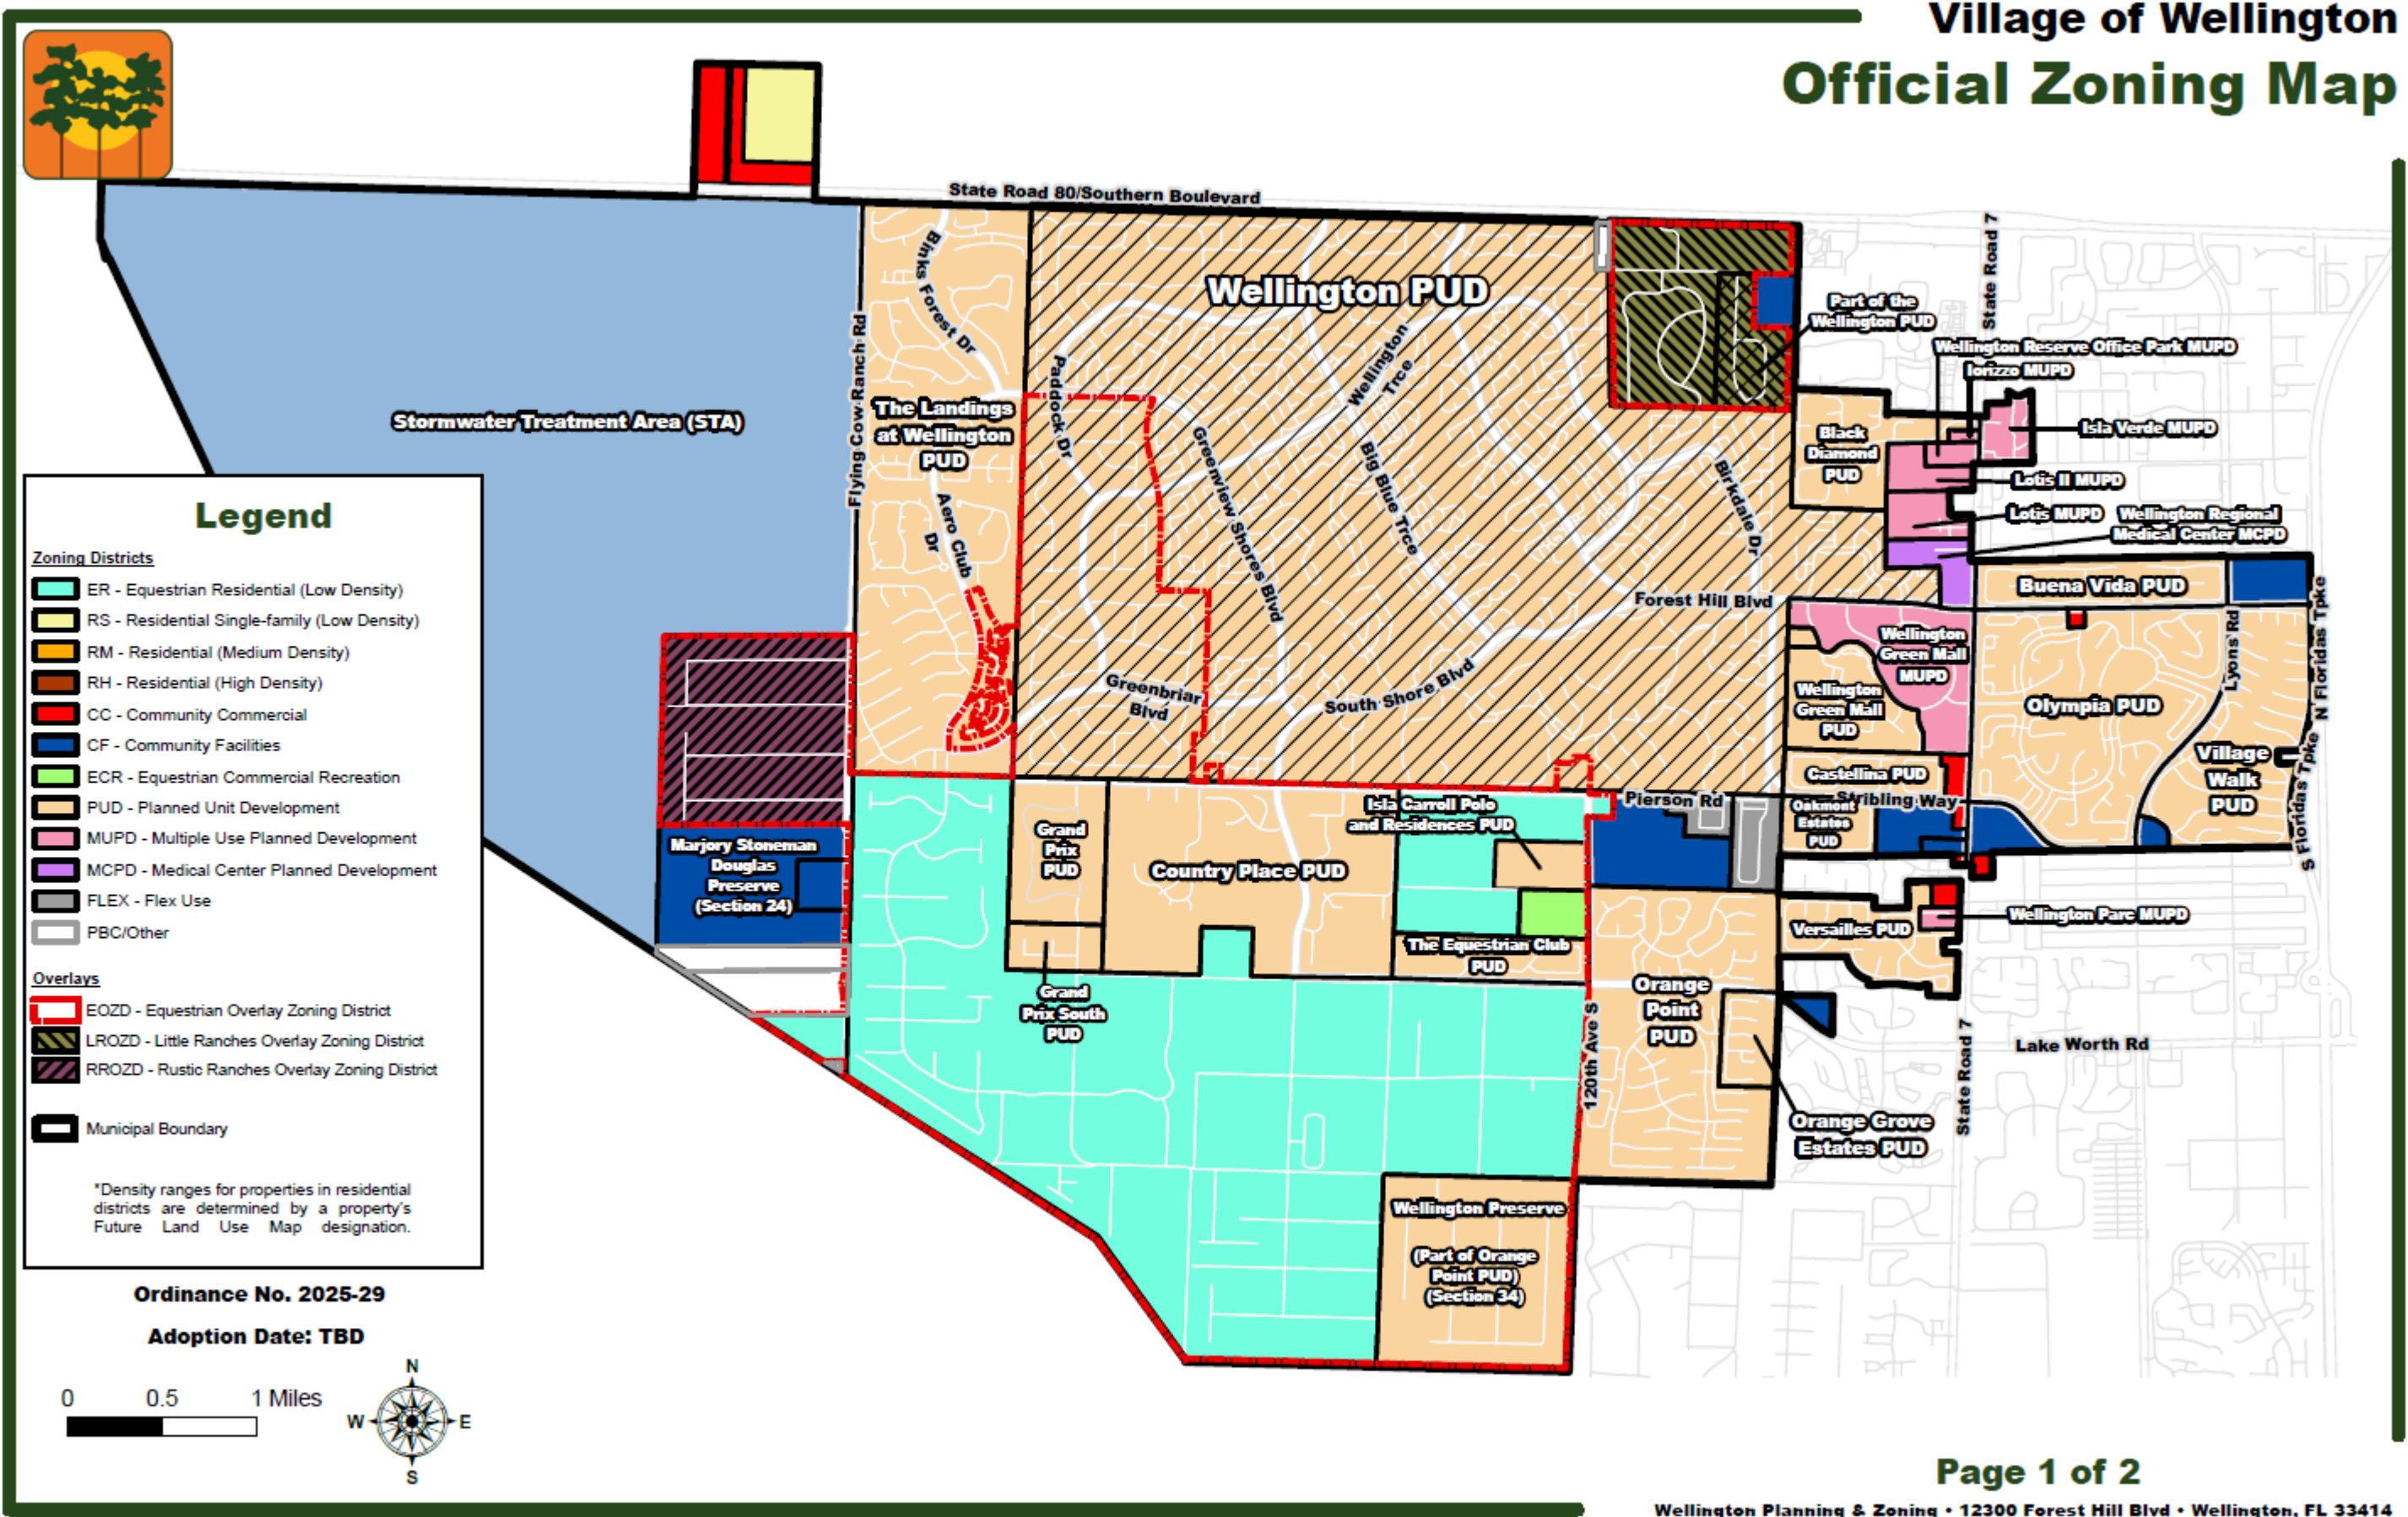 Village of Wellington
Official Zoning Map
State Road 80/Southern Boulevard
State Road 7
Binks Forest Dr
Wellington PUD
Part of the
Wellington PUD
Wellington Reserve Office Park MUPD
Iorizzo MUPD
Flying Cow Ranch Rd
Paddock Dr
Wellington
Trce
Stormwater Treatment Area (STA)
The Landings
at Wellington
PUD
Greenview Shores Blvd
Big Blue Trce
Birkdale Dr
Black
Diamond
PUD
Isla Verde MUPD
Lotis II MUPD
Lotis MUPD
Wellington Regional
Medical Center MCPD
Aero Club
Dr
Buena Vida PUD
Forest Hill Blvd
Wellington
Green Mall
MUPD
Lyons Rd
N Floridas Tpke
Greenbriar
Blvd
South Shore Blvd
Wellington
Green Mall
PUD
Olympia PUD
Village
Walk
PUD
S Floridas Tpke
Castellina PUD
Pierson Rd
Stribling Way
Oakmont
Estates
PUD
Isla Carroll Polo
and Residences PUD
Grand
Prix
PUD
Country Place PUD
Marjory Stoneman
Douglas
Preserve
(Section 24)
The Equestrian Club
PUD
Versailles PUD
Wellington Parc MUPD
Grand
Prix South
PUD
Orange
Point
PUD
120th Ave S
State Road 7
Lake Worth Rd
Orange Grove
Estates PUD
Wellington Preserve
(Part of Orange
Point PUD)
(Section 34)
Legend
Zoning Districts
ER - Equestrian Residential (Low Density)
RS - Residential Single-family (Low Density)
RM - Residential (Medium Density)
RH - Residential (High Density)
CC - Community Commercial
CF - Community Facilities
ECR - Equestrian Commercial Recreation
PUD - Planned Unit Development
MUPD - Multiple Use Planned Development
MCPD - Medical Center Planned Development
FLEX - Flex Use
PBC/Other
Overlays
EOZD - Equestrian Overlay Zoning District
LROZD - Little Ranches Overlay Zoning District
RROZD - Rustic Ranches Overlay Zoning District
Municipal Boundary
*Density ranges for properties in residential
districts are determined by a property's
Future Land Use Map designation.
Ordinance No. 2025-29
Adoption Date: TBD
0 0.5 1 Miles
N
W E
S
Page 1 of 2
Wellington Planning & Zoning • 12300 Forest Hill Blvd • Wellington, FL 33414